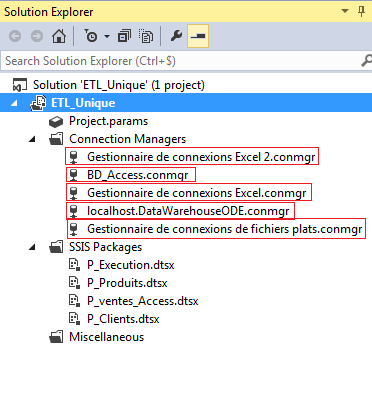 Solution Explorer
Search Solution Explorer (Ctrl+$)
Solution 'ETL_Unique' (1 project)
ETL_Unique
Project.params
Connection Managers
Gestionnaire de connexions Excel 2.conmgr
BD_Access.conmgr
Gestionnaire de connexions Excel.conmgr
localhost.DataWarehouseODE.conmgr
Gestionnaire de connexions de fichiers plats.conmgr
SSIS Packages
P_Execution.dtsx
P_Produits.dtsx
P_ventes_Access.dtsx
P_Clients.dtsx
Miscellaneous